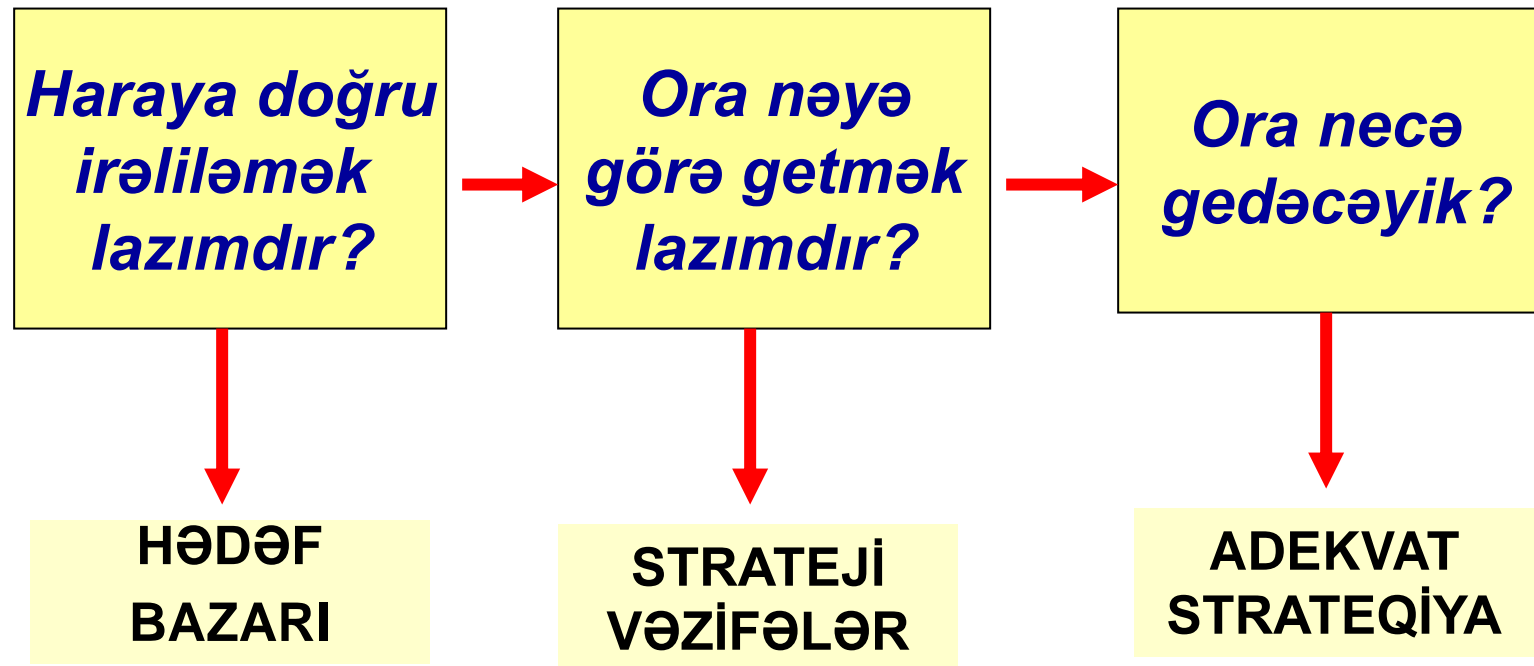 Haraya doğru
irəliləmək
lazımdır?
Ora nəyə
görə getmək
lazımdır?
Ora necə
gedəcəyik?
HƏDƏF
BAZARI
STRATEJİ
VƏZİFƏLƏR
ADEKVAT
STRATEQİYA